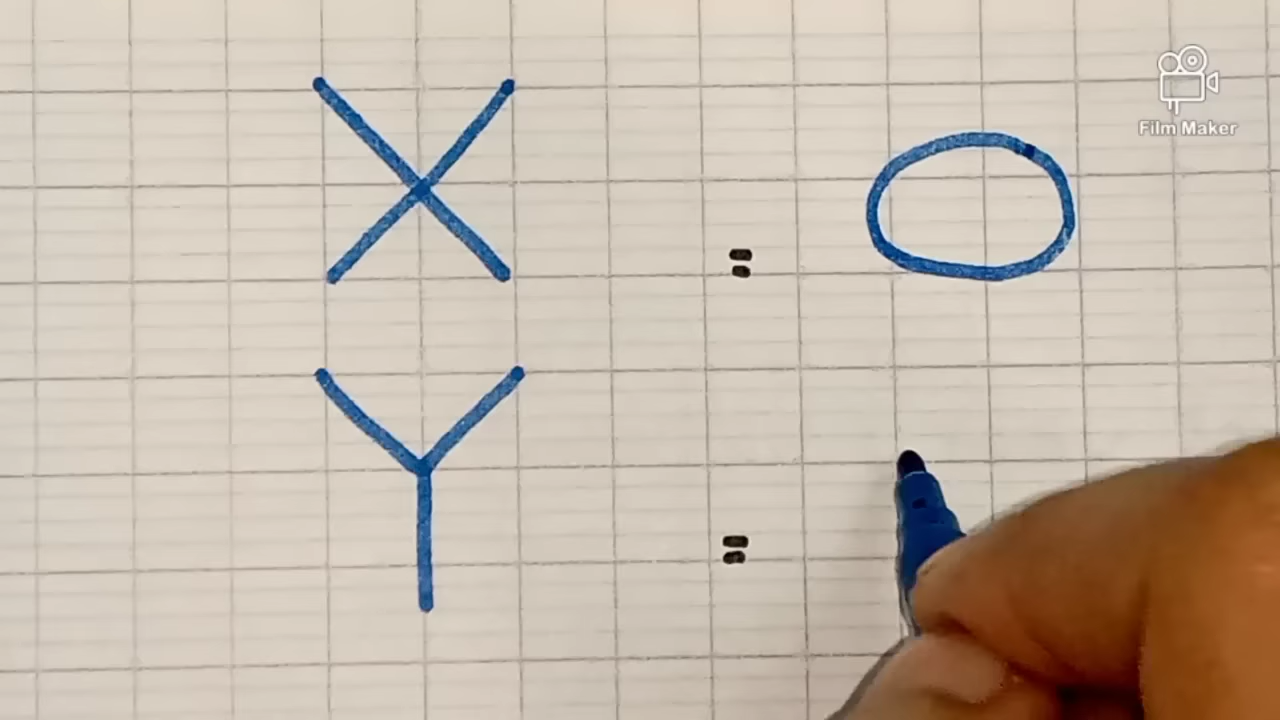 X = O
Film Maker
Y =